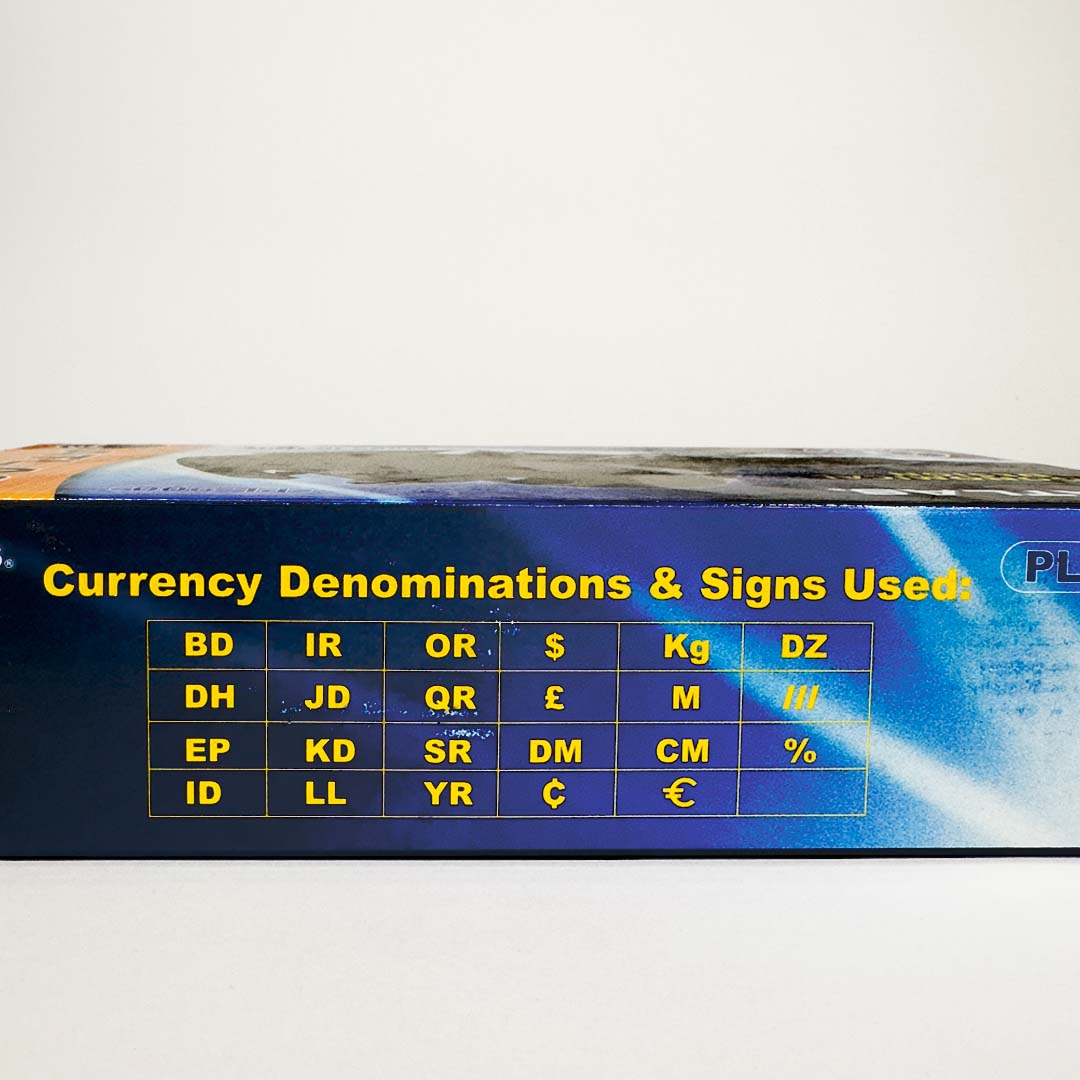 Currency Denominations & Signs Used:
PL
BD IR OR $ Kg DZ
DH JD QR £ M ///
EP KD SR DM CM %
ID LL YR ₵ €